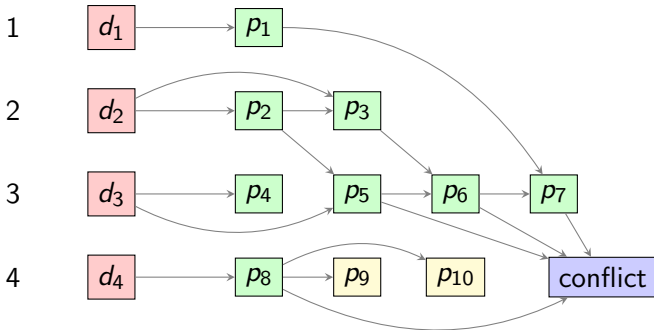 1 d₁ p₁
2 d₂ p₂ p₃
3 d₃ p₄ p₅ p₆ p₇
4 d₄ p₈ p₉ p₁₀ conflict